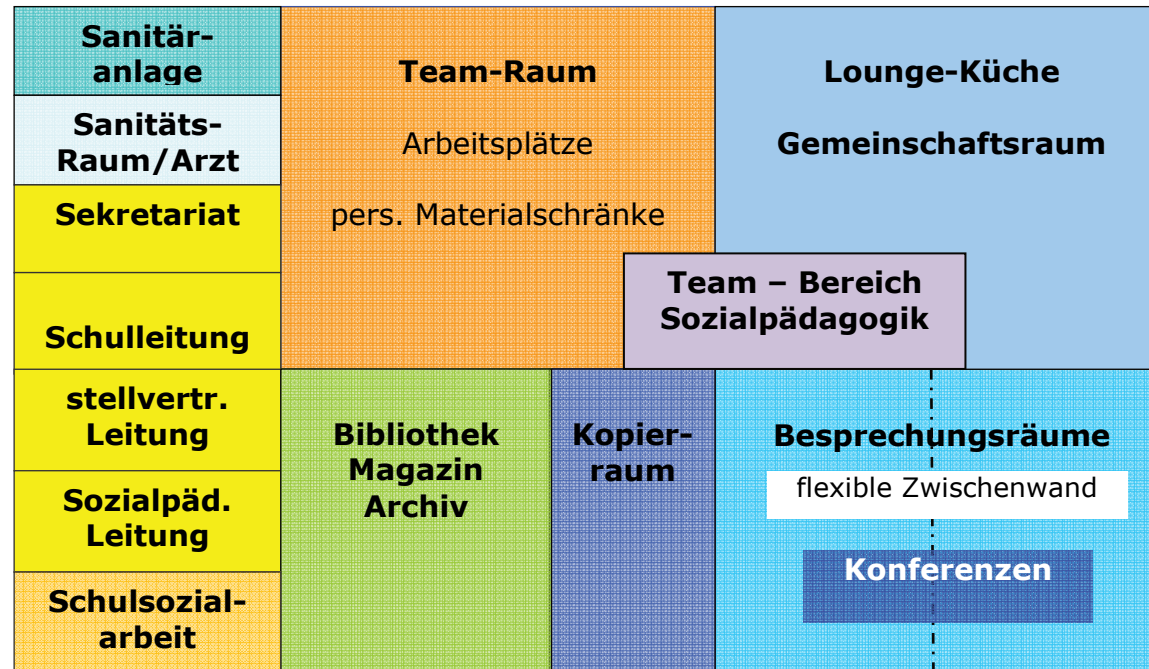 Sanitär-
anlage
Sanitäts-
Raum/Arzt
Sekretariat
Schulleitung
stellvertr.
Leitung
Sozialpäd.
Leitung
Schulsozial-
arbeit
Team-Raum
Arbeitsplätze
pers. Materialschränke
Lounge-Küche
Gemeinschaftsraum
Team – Bereich
Sozialpädagogik
Bibliothek
Magazin
Archiv
Kopier-
raum
Besprechungsräume
flexible Zwischenwand
Konferenzen